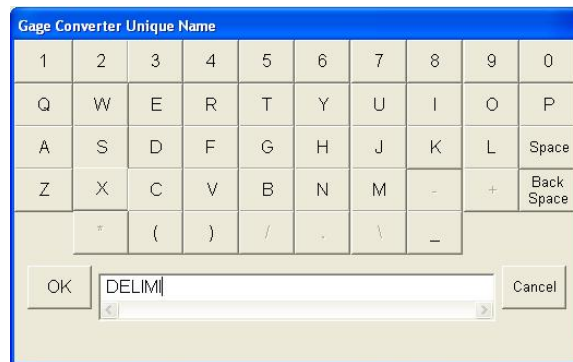 Gage Converter Unique Name
1 2 3 4 5 6 7 8 9 0
Q W E R T Y U I O P
A S D F G H J K L Space
Z X C V B N M - + Back Space
* ( ) / . \ _
OK DELIMI Cancel